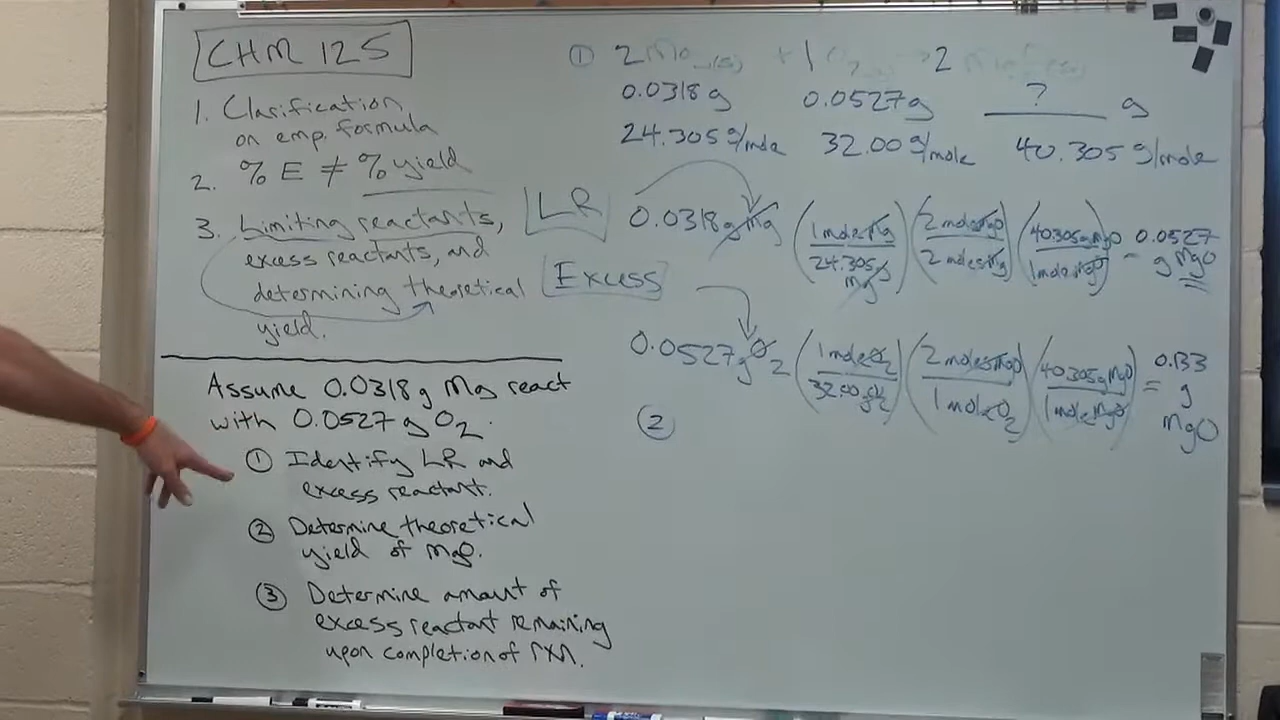 CHM 125
1. Clarification
on emp. formula
2. % E ≠ % yield
3. Limiting reactants,
excess reactants, and
determining theoretical
yield.
Assume 0.0318 g Mg react
with 0.0527 g O2.
① Identify LR and
excess reactant.
② Determine theoretical
yield of MgO.
③ Determine amount of
excess reactant remaining
upon completion of rxn.
① 2 Mg(s) + 1 O2 → 2 MgO(s)
0.0318 g 0.0527 g ? g
24.305 g/mole 32.00 g/mole 40.305 g/mole
LR 0.0318 g Mg (1 mole Mg / 24.305 g Mg) (2 moles MgO / 2 moles Mg) (40.305 g MgO / 1 mole MgO) = 0.0527 g MgO
Excess
0.0527 g O2 (1 mole O2 / 32.00 g O2) (2 moles MgO / 1 mole O2) (40.305 g MgO / 1 mole MgO) = 0.133 g MgO
②